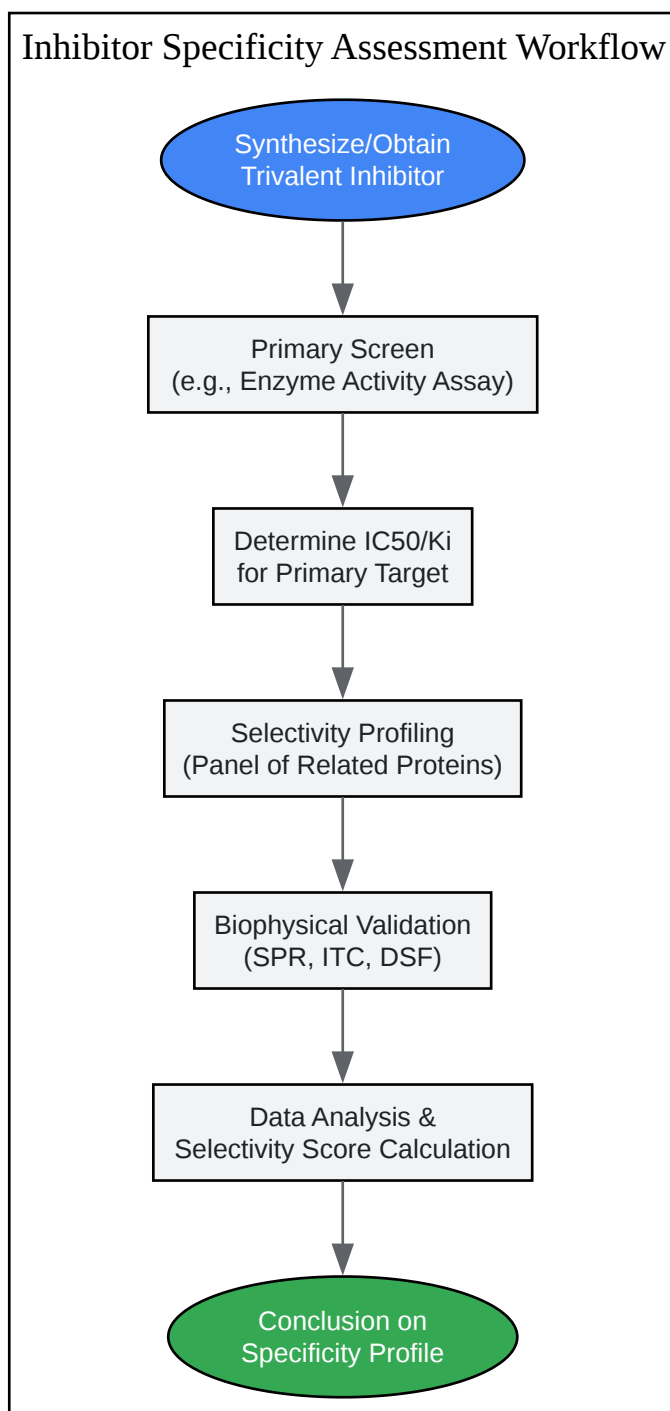 Inhibitor Specificity Assessment Workflow
Synthesize/Obtain
Trivalent Inhibitor
Primary Screen
(e.g., Enzyme Activity Assay)
Determine IC50/Ki
for Primary Target
Selectivity Profiling
(Panel of Related Proteins)
Biophysical Validation
(SPR, ITC, DSF)
Data Analysis &
Selectivity Score Calculation
Conclusion on
Specificity Profile